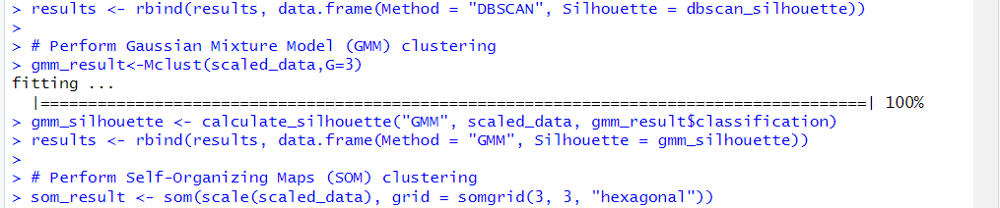 > results <- rbind(results, data.frame(Method = "DBSCAN", Silhouette = dbscan_silhouette))
>
> # Perform Gaussian Mixture Model (GMM) clustering
> gmm_result<-Mclust(scaled_data,G=3)
fitting ...
  |=======================================================================================| 100%
> gmm_silhouette <- calculate_silhouette("GMM", scaled_data, gmm_result$classification)
> results <- rbind(results, data.frame(Method = "GMM", Silhouette = gmm_silhouette))
>
> # Perform Self-Organizing Maps (SOM) clustering
> som_result <- som(scale(scaled_data), grid = somgrid(3, 3, "hexagonal"))